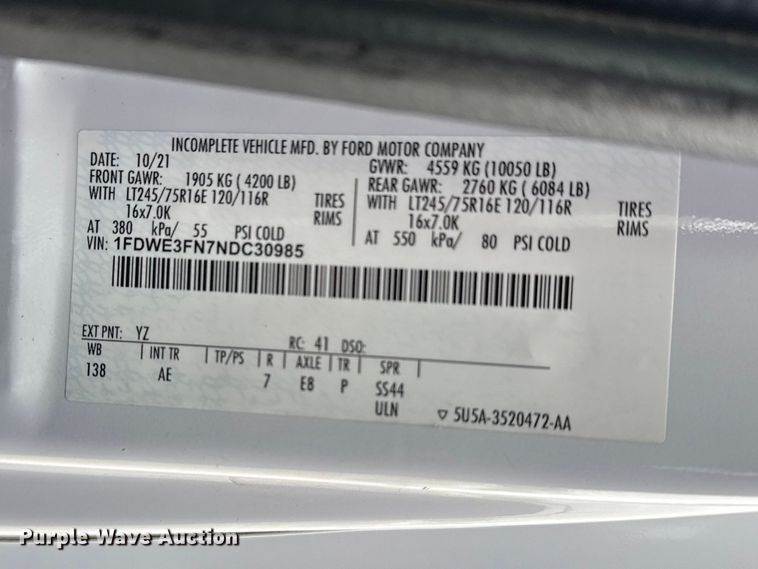 INCOMPLETE VEHICLE MFD. BY FORD MOTOR COMPANY
DATE: 10/21 GVWR: 4559 KG (10050 LB)
FRONT GAWR: 1905 KG ( 4200 LB) REAR GAWR: 2760 KG ( 6084 LB)
WITH LT245/75R16E 120/116R TIRES WITH LT245/75R16E 120/116R TIRES
16x7.0K RIMS 16x7.0K RIMS
AT 380 kPa/ 55 PSI COLD AT 550 kPa/ 80 PSI COLD
VIN: 1FDWE3FN7NDC30985
EXT PNT: YZ RC: 41 DSO:
WB INT TR TP/PS R AXLE TR SPR
138 AE 7 E8 P SS44
ULN 5U5A-3520472-AA
Purple Wave Auction